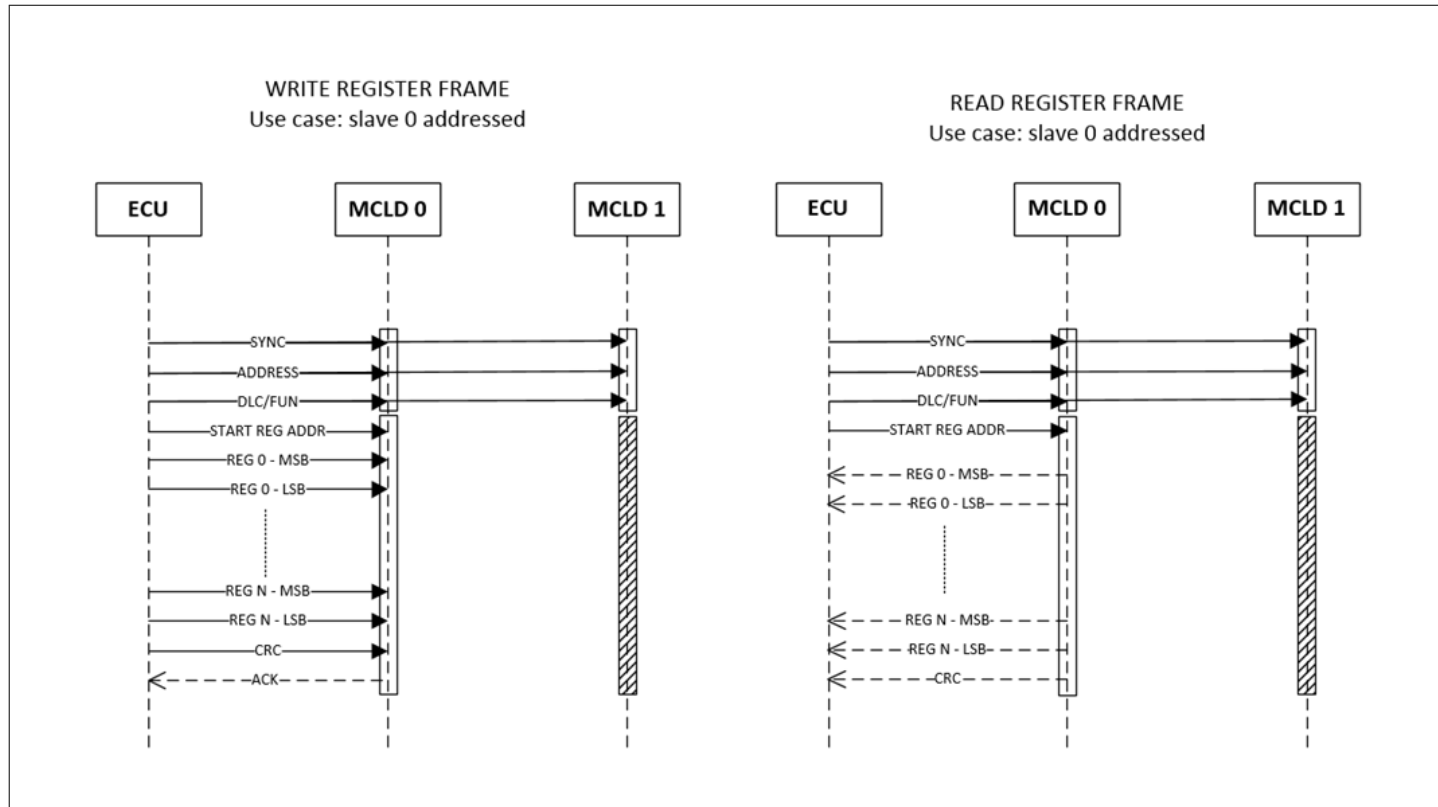 WRITE REGISTER FRAME
Use case: slave 0 addressed
ECU
MCLD 0
MCLD 1
SYNC
ADDRESS
DLC/FUN
START REG ADDR
REG 0 - MSB
REG 0 - LSB
REG N - MSB
REG N - LSB
CRC
ACK
READ REGISTER FRAME
Use case: slave 0 addressed
ECU
MCLD 0
MCLD 1
SYNC
ADDRESS
DLC/FUN
START REG ADDR
REG 0 - MSB
REG 0 - LSB
REG N - MSB
REG N - LSB
CRC